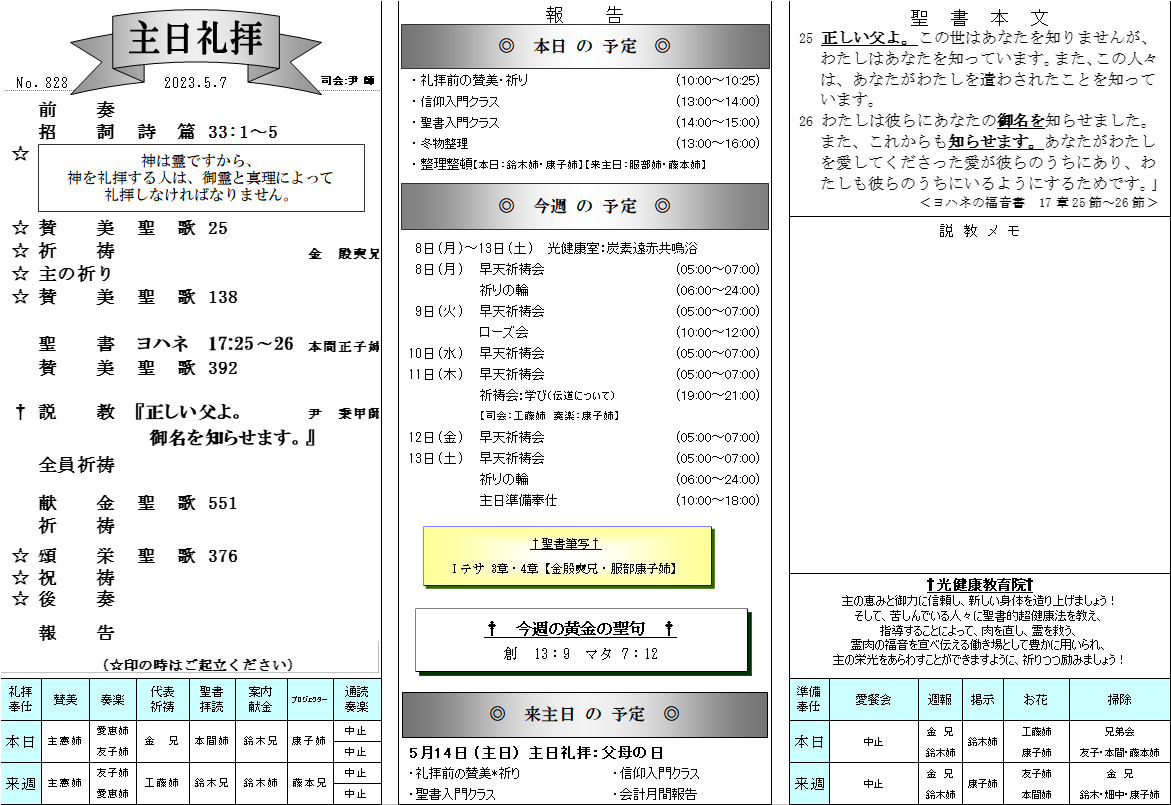 主日礼拝
No. 828　2023.5.7　司会:尹 師
前　奏
招　詞　詩　篇　33：1～5
☆
神は霊ですから、
神を礼拝する人は、御霊と真理によって
礼拝しなければなりません。
☆ 賛　美　聖　歌　25
☆ 祈　祷　金　殷奭兄
☆ 主の祈り
☆ 賛　美　聖　歌　138
聖　書　ヨハネ　17:25～26　本間正子姉
賛　美　聖　歌　392
† 説　教　『正しい父よ。　尹　秉甲師
御名を知らせます。』
全員祈祷
献　金　聖　歌　551
祈　祷
☆ 頌　栄　聖　歌　376
☆ 祝　祷
☆ 後　奏
報　告
（☆印の時はご起立ください）
礼拝奉仕　賛美　奏楽　代表祈祷　聖書拝読　案内献金　プロジェクター　通読奏楽
本日　主憲姉　愛恵姉　友子姉　金　兄　本間姉　鈴木兄　康子姉　中止　中止
来週　主憲姉　友子姉　愛恵姉　工藤姉　鈴木兄　鈴木姉　藤本兄　中止　中止
報　告
◎　本日 の 予定　◎
・礼拝前の賛美・祈り　（10:00～10:25）
・信仰入門クラス　（13:00～14:00）
・聖書入門クラス　（14:00～15:00）
・冬物整理　（13:00～16:00）
・整理整頓【本日：鈴木姉・康子姉】【来主日：服部姉・藤本姉】
◎　今週 の 予定　◎
8日（月）～13日（土）　光健康室：炭素遠赤共鳴浴
8日（月）　早天祈祷会　（05:00～07:00）
祈りの輪　（06:00～24:00）
9日（火）　早天祈祷会　（05:00～07:00）
ローズ会　（10:00～12:00）
10日（水）　早天祈祷会　（05:00～07:00）
11日（木）　早天祈祷会　（05:00～07:00）
祈祷会：学び（伝道について）　（19:00～21:00）
【司会：工藤姉　奏楽：康子姉】
12日（金）　早天祈祷会　（05:00～07:00）
13日（土）　早天祈祷会　（05:00～07:00）
祈りの輪　（06:00～24:00）
主日準備奉仕　（10:00～18:00）
†聖書筆写†
Ⅰテサ 3章・4章【金殷奭兄・服部康子姉】
✝　今週の黄金の聖句　✝
創　13：9　マタ 7：12
◎　来主日 の 予定　◎
5月14日（主日）主日礼拝：父母の日
・礼拝前の賛美*祈り　・信仰入門クラス
・聖書入門クラス　・会計月間報告
聖 書 本 文
25 正しい父よ。この世はあなたを知りませんが、
わたしはあなたを知っています。また、この人々
は、あなたがわたしを遣わされたことを知って
います。
26 わたしは彼らにあなたの御名を知らせました。
また、これからも知らせます。あなたがわたし
を愛してくださった愛が彼らのうちにあり、わ
たしも彼らのうちにいるようにするためです。」
＜ヨハネの福音書　17 章 25 節～26 節＞
説 教 メ モ
✝光健康教育院✝
主の恵みと御力に信頼し、新しい身体を造り上げましょう！
そして、苦しんでいる人々に聖書的超健康法を教え、
指導することによって、肉を直し、霊を救う、
霊肉の福音を宣べ伝える働き場として豊かに用いられ、
主の栄光をあらわすことができますように、祈りつつ励みましょう！
準備奉仕　愛餐会　週報　掲示　お花　掃除
本日　中止　金　兄　鈴木姉　鈴木姉　工藤姉　康子姉　兄弟会　友子・本間・藤本姉
来週　中止　金　兄　鈴木姉　康子姉　友子姉　本間姉　金　兄　鈴木・畑中・康子姉